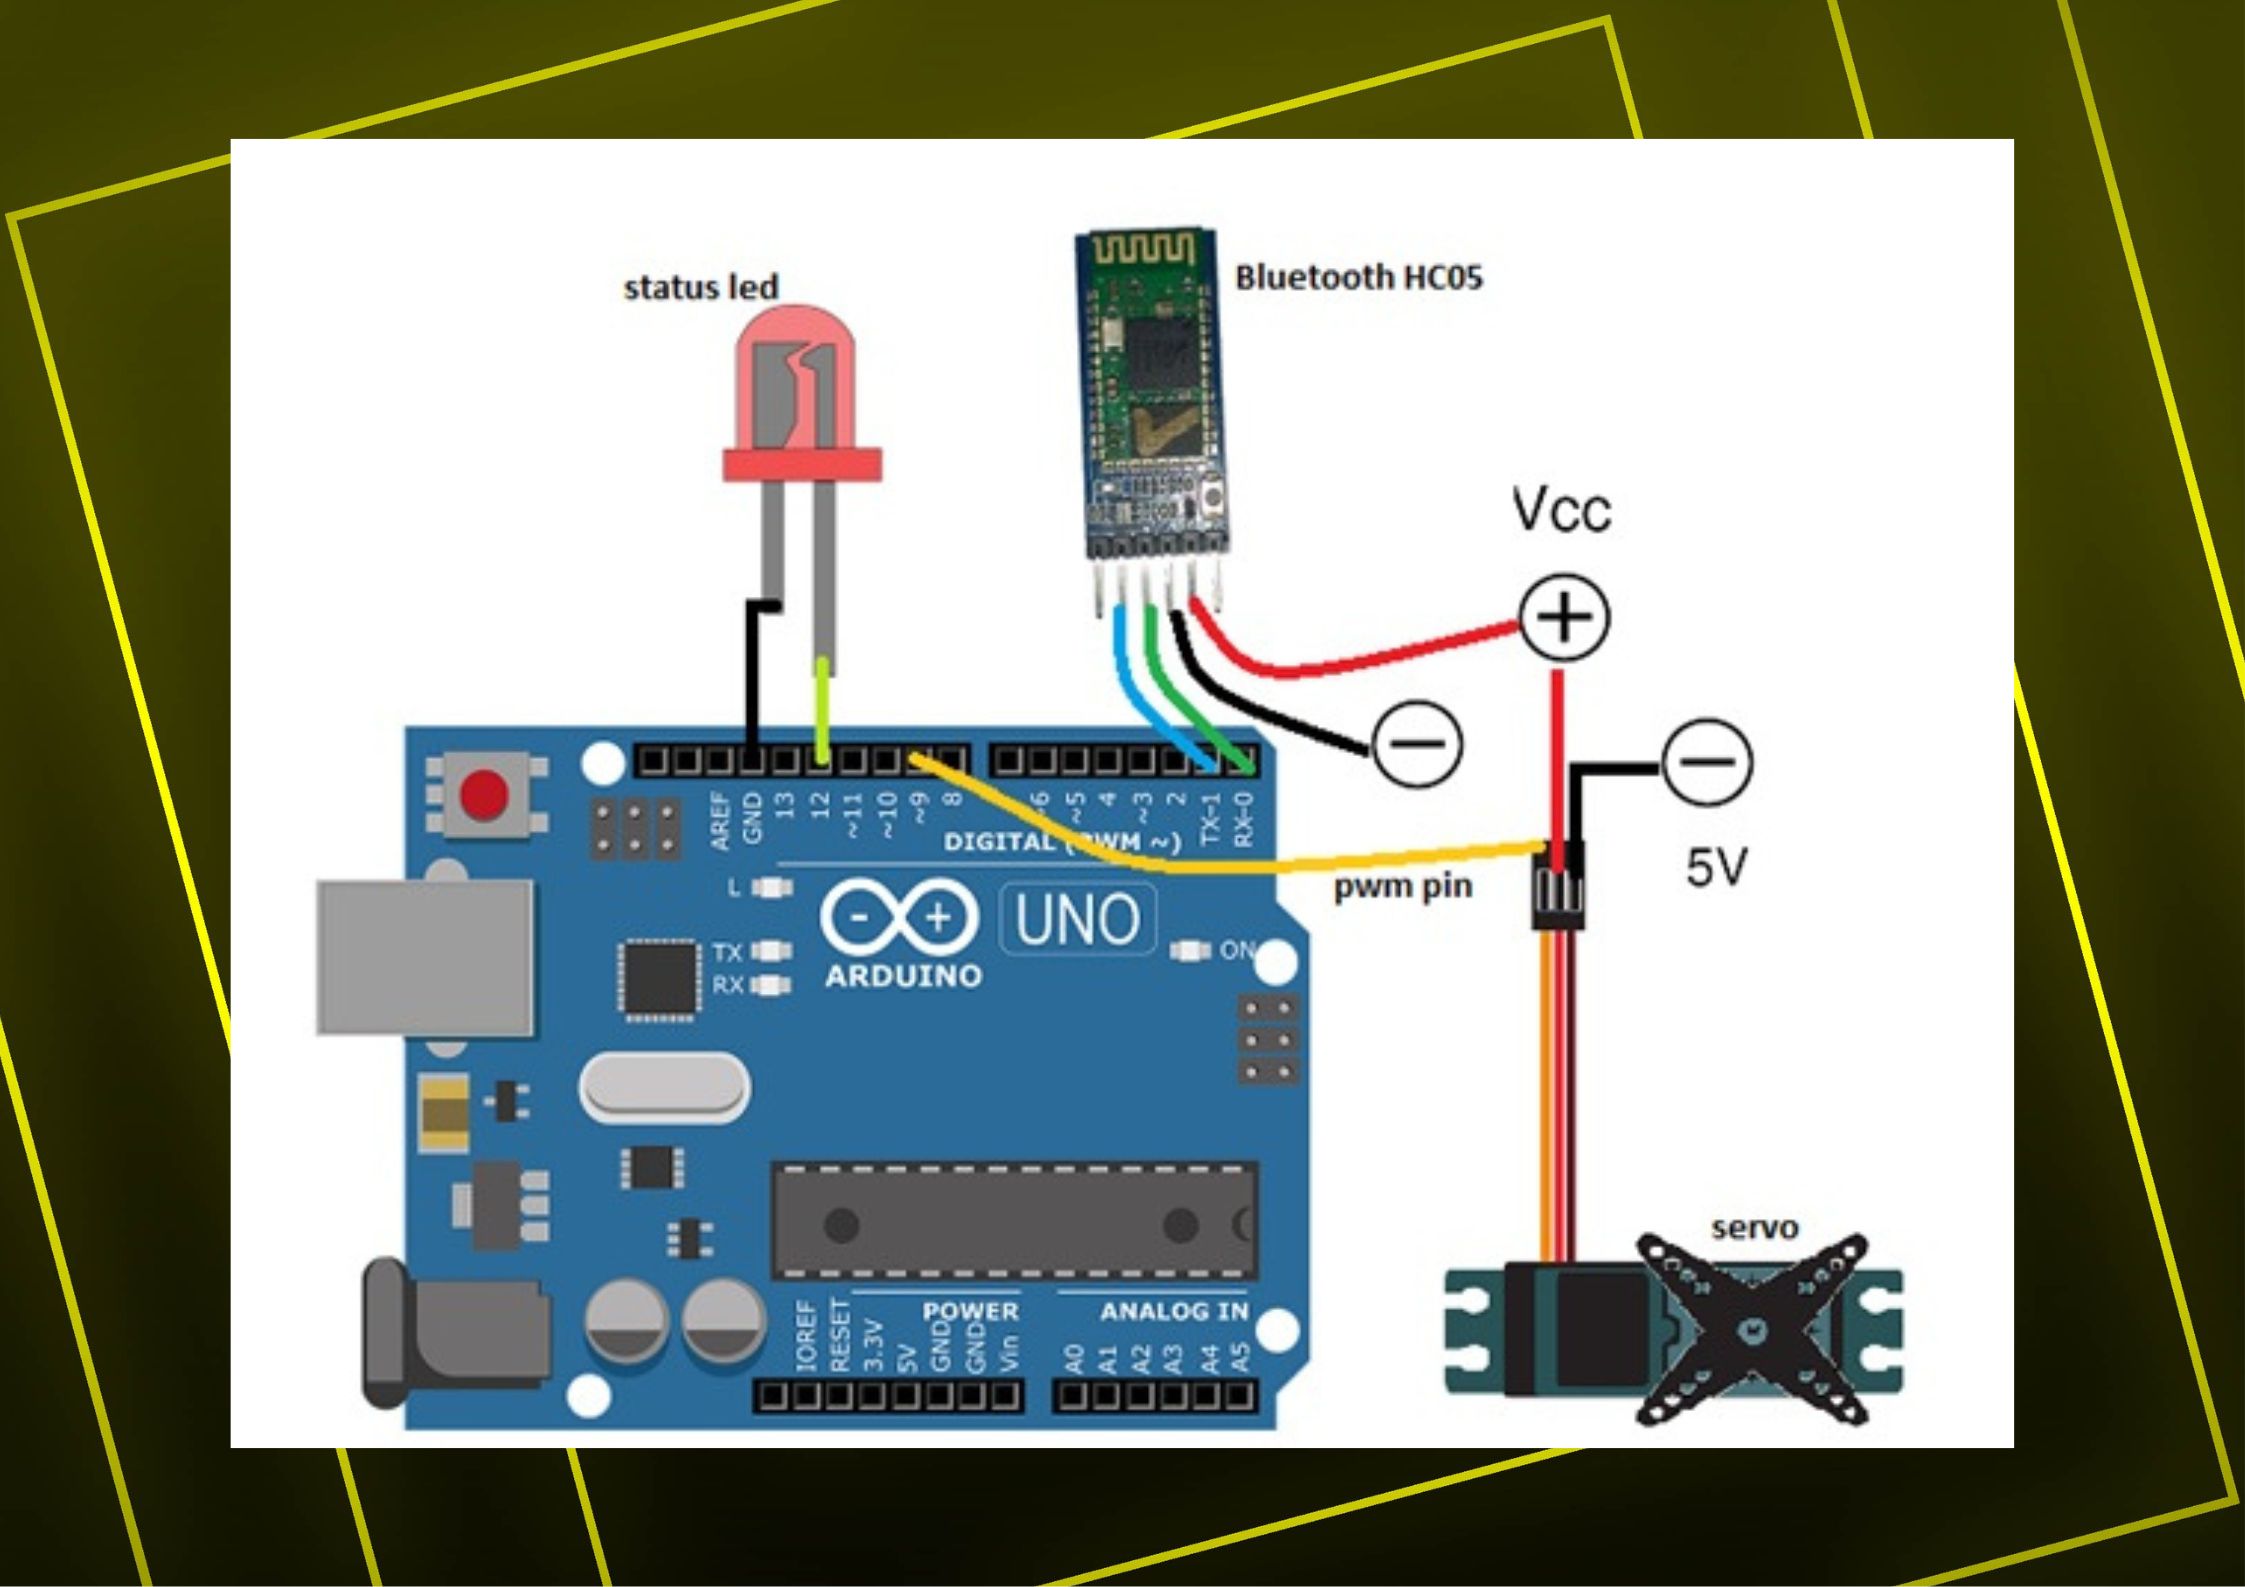 status led
Bluetooth HC05
Vcc
5V
AREF
GND
13
12
~11
~10
~9
8
~6
~5
4
~3
2
TX-1
RX-0
DIGITAL (PWM ~)
pwm pin
L
TX
RX
UNO
ARDUINO
ON
servo
POWER
ANALOG IN
IOREF
RESET
3.3V
5V
GND
GND
Vin
A0
A1
A2
A3
A4
A5